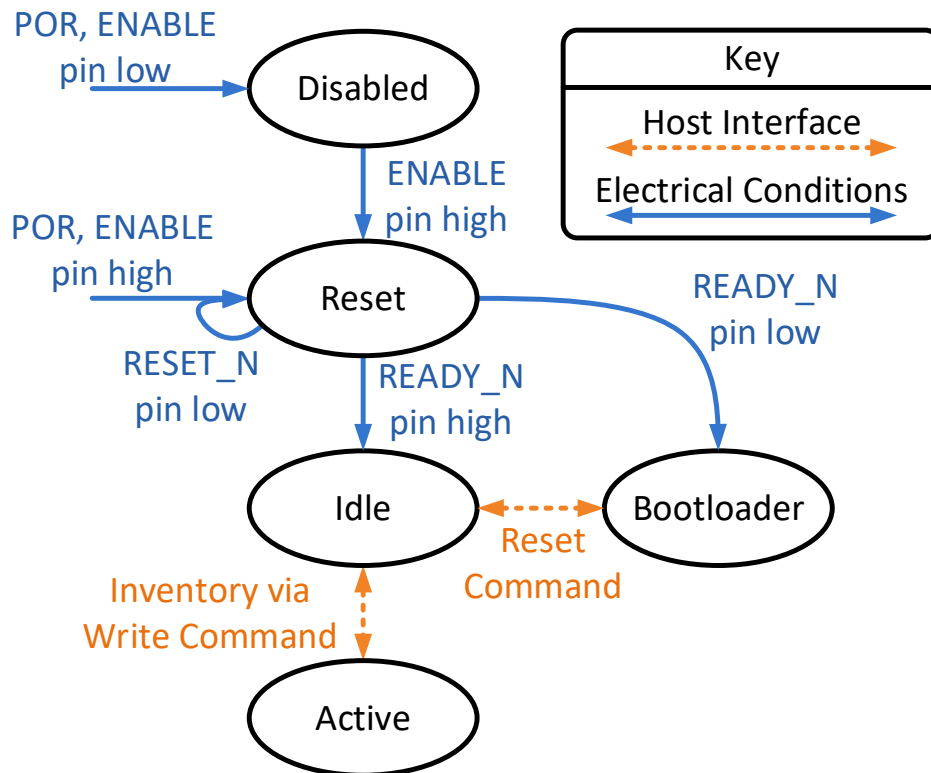 POR, ENABLE
pin low
Disabled
Key
Host Interface
Electrical Conditions
ENABLE
pin high
POR, ENABLE
pin high
Reset
READY_N
pin low
RESET_N
pin low
READY_N
pin high
Idle
Bootloader
Reset
Command
Inventory via
Write Command
Active